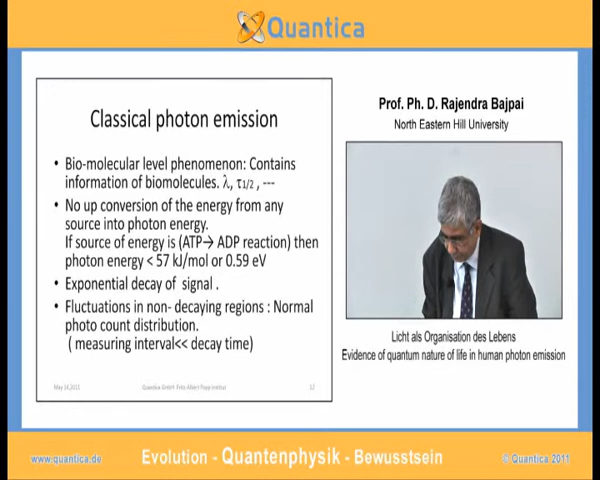 Quantica
Classical photon emission
• Bio-molecular level phenomenon: Contains
information of biomolecules. λ, τ1/2 , ---
• No up conversion of the energy from any
source into photon energy.
If source of energy is (ATP→ ADP reaction) then
photon energy < 57 kJ/mol or 0.59 eV
• Exponential decay of signal .
• Fluctuations in non- decaying regions : Normal
photo count distribution.
( measuring interval<< decay time)
May 14,2011 Quantica GmbH Fritz Albert Popp Institut 12
Prof. Ph. D. Rajendra Bajpai
North Eastern Hill University
Licht als Organisation des Lebens
Evidence of quantum nature of life in human photon emission
www.quantica.de Evolution - Quantenphysik - Bewusstsein © Quantica 2011